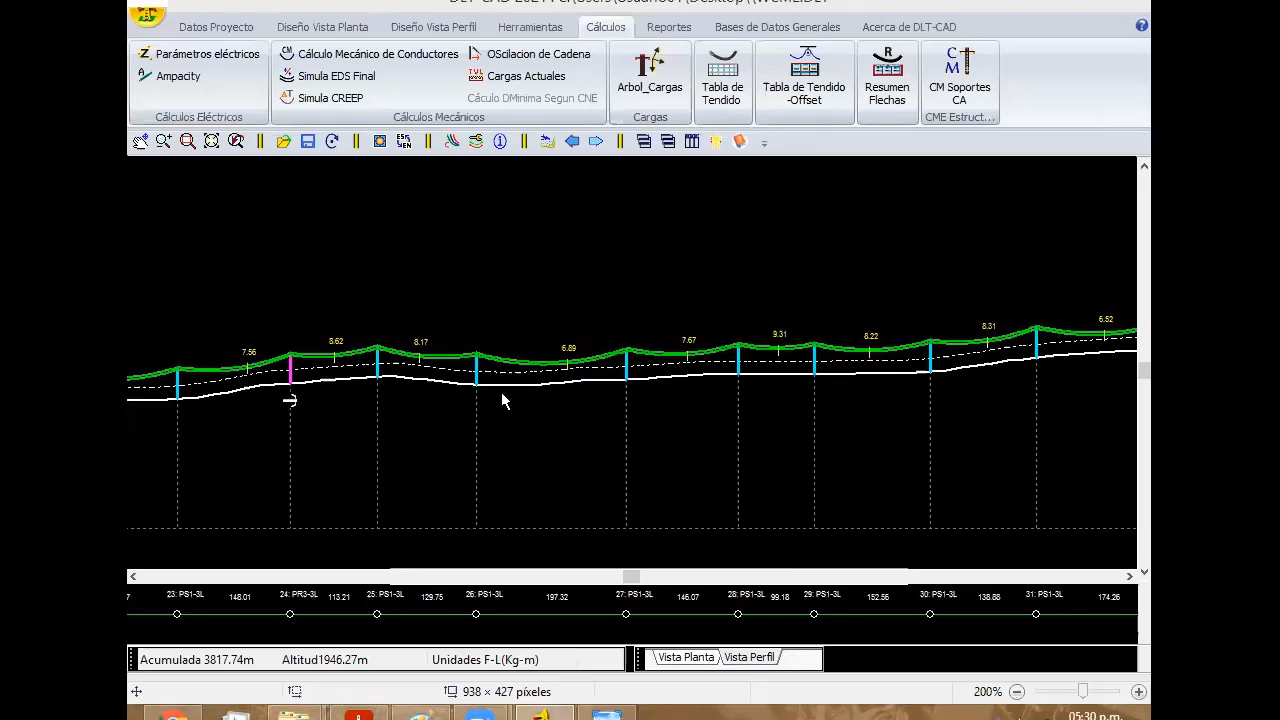 Datos Proyecto Diseño Vista Planta Diseño Vista Perfil Herramientas Cálculos Reportes Bases de Datos Generales Acerca de DLT-CAD
Z Parámetros eléctricos CM Cálculo Mecánico de Conductores OScilacion de Cadena
Ampacity Simula EDS Final TVL Cargas Actuales
Simula CREEP Cáculo DMinima Segun CNE
Arbol_Cargas
Tabla de
Tendido
Tabla de Tendido
-Offset
R
Resumen
Flechas
C
M
CM Soportes
CA
Cálculos Eléctricos Cálculos Mecánicos Cargas CME Estruct...
7.56 8.62 8.17 6.89 7.67 9.31 8.22 8.31 6.52
7 23: PS1-3L 148.01 24: PR3-3L 113.21 25: PS1-3L 129.75 26: PS1-3L 197.32 27: PS1-3L 146.07 28: PS1-3L 99.18 29: PS1-3L 152.56 30: PS1-3L 138.88 31: PS1-3L 174.26
Acumulada 3817.74m Altitud1946.27m Unidades F-L(Kg-m) Vista Planta Vista Perfil
938 × 427 píxeles 200%
05:30 p.m.